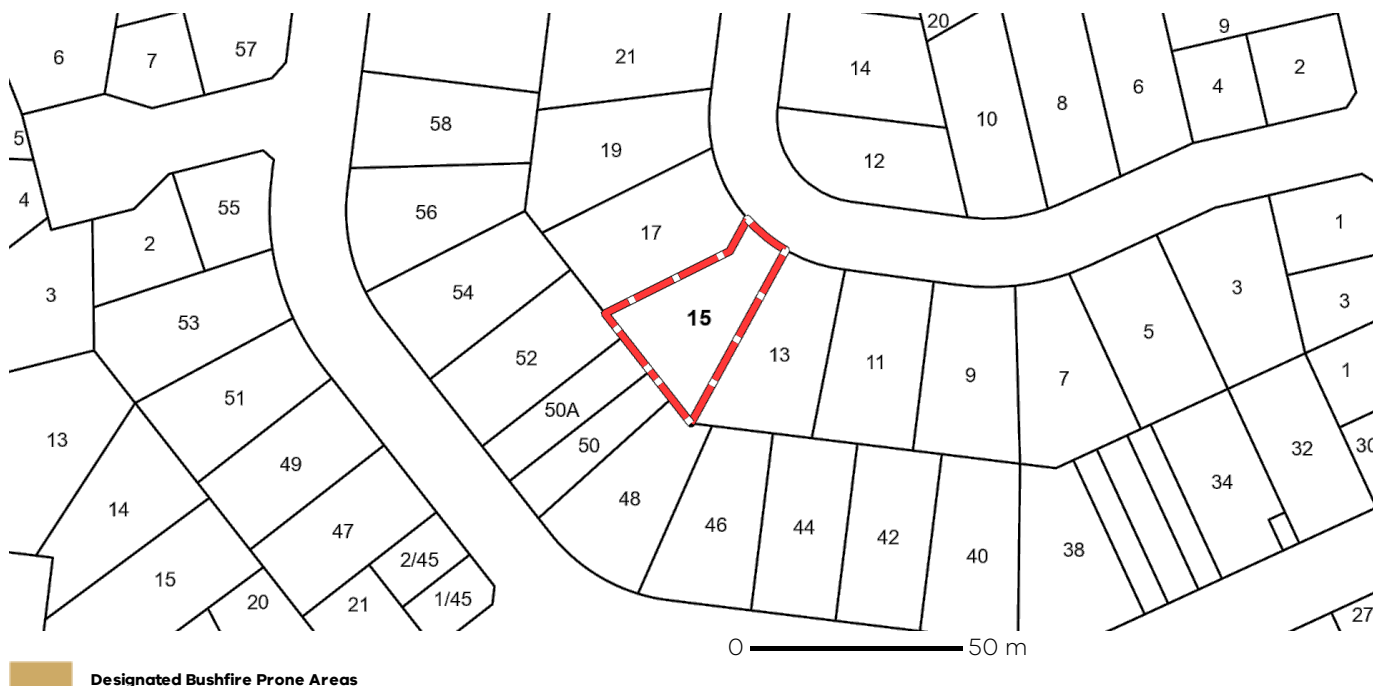 6 7 57 21 14 20 10 8 6 9 4 2
58 19 12
5 4 2 55 56 17 1
3 53 54 15 3 3
52 13 11 9 7 5 1
51 50A 50
13 49 48 46 44 42 40 38 34 32 30
14 47 2/45
15 20 21 1/45 27
0 50 m
Designated Bushfire Prone Areas